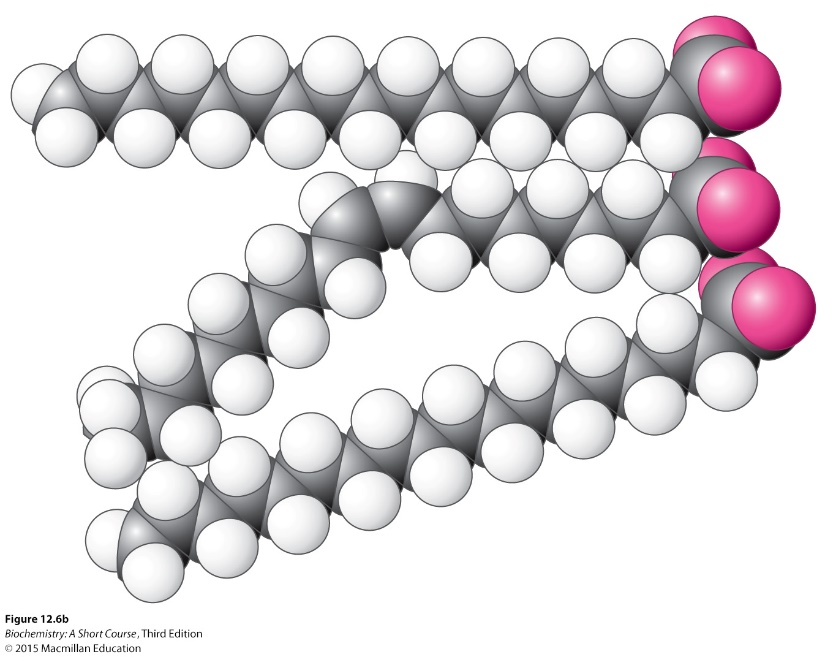 Figure 12.6b
Biochemistry: A Short Course, Third Edition
© 2015 Macmillan Education